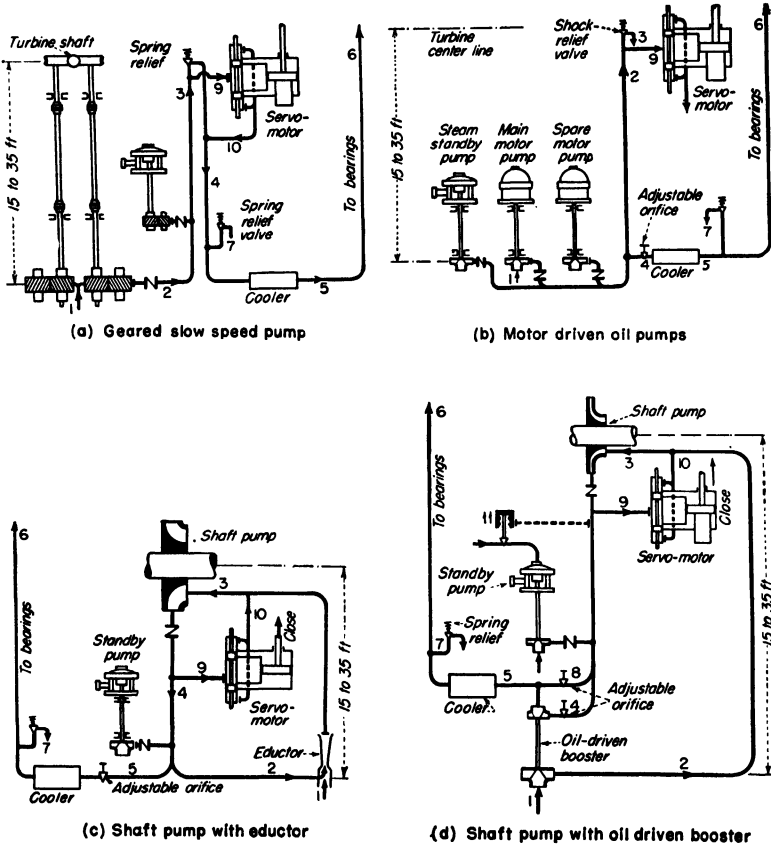 Turbine shaft
Spring
relief
6
3
9
Servo-
motor
10
15 to 35 ft
4
To bearings
Spring
relief
valve
7
2
1
Cooler
5
(a) Geared slow speed pump
Turbine
center line
Shock
relief
valve
3
9
6
2
Servo-
motor
15 to 35 ft
Steam
standby
pump
Main
motor
pump
Spare
motor
pump
To bearings
Adjustable
orifice
7
1
4
Cooler
5
(b) Motor driven oil pumps
6
Shaft pump
3
10
Close
To bearings
Standby
pump
9
4
Servo-
motor
15 to 35 ft
7
Eductor
5
2
Cooler
Adjustable orifice
1
(c) Shaft pump with eductor
6
Shaft pump
3
10
To bearings
9
Close
11
Servo-motor
Standby
pump
15 to 35 ft
Spring
relief
7
5
8
Cooler
4
Adjustable
orifice
Oil-driven
booster
2
1
(d) Shaft pump with oil driven booster